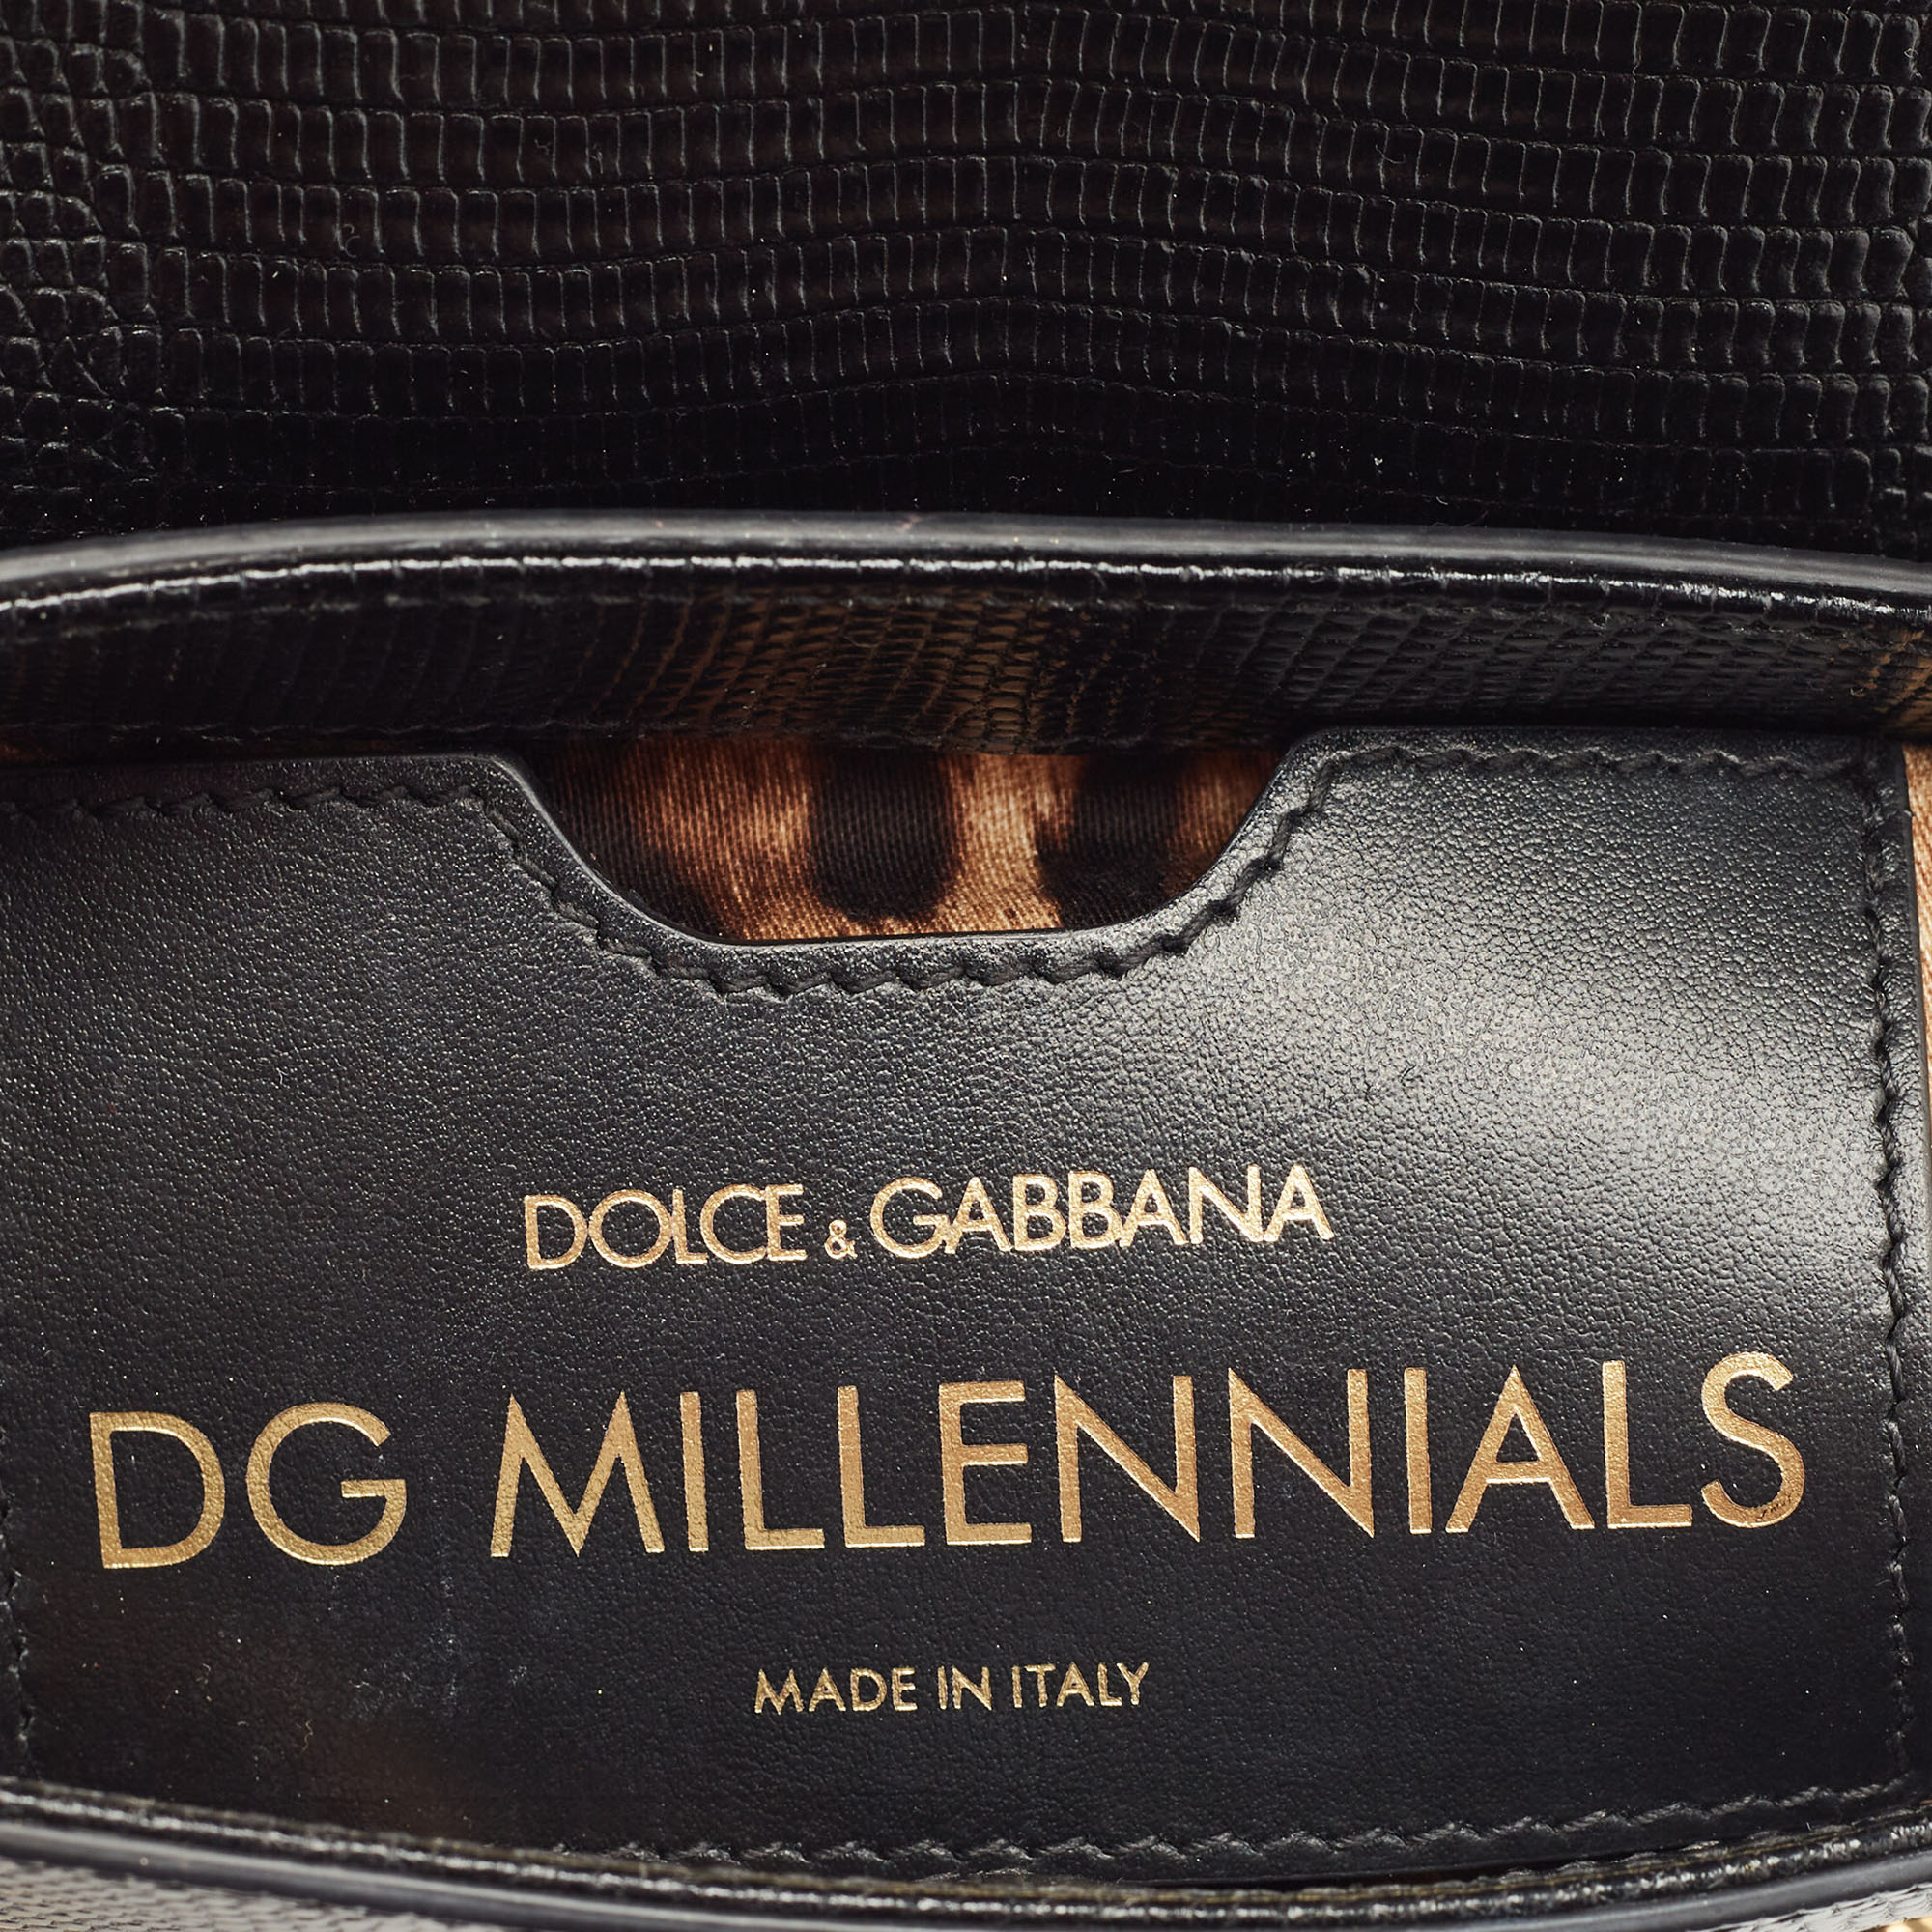 DOLCE & GABBANA
DG MILLENNIALS
MADE IN ITALY